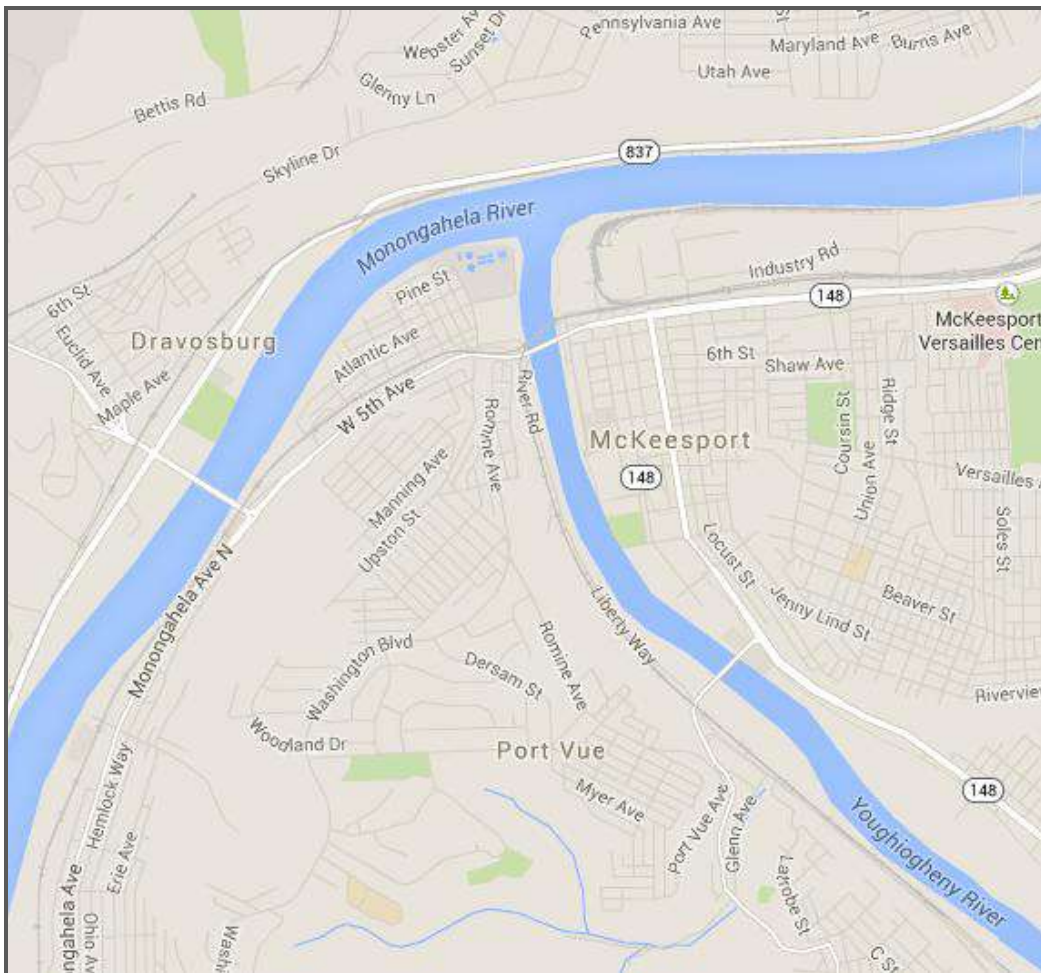 Pennsylvania Ave
St
St
Webster Av
Sunset Dr
Maryland Ave
Burns Ave
Utah Ave
Glenny Ln
Bettis Rd
Skyline Dr
837
Monongahela River
Industry Rd
Pine St
148
6th St
McKeesport
Versailles Cen
Euclid Ave
Dravosburg
Atlantic Ave
6th St
Shaw Ave
Maple Ave
W 5th Ave
River Rd
Romine Ave
Ridge St
Coursin St
McKeesport
148
Union Ave
Versailles
Manning Ave
Upston St
Soles St
Locust St
Monongahela Ave N
Liberty Way
Jenny Lind St
Beaver St
Washington Blvd
Romine Ave
Dersam St
Riverview
Woodland Dr
Port Vue
Hemlock Way
Myer Ave
148
Port Vue Ave
Glenn Ave
Youghiogheny River
Erie Ave
Larrobe St
ongahela Ave
Ohio Av
Washi
C St